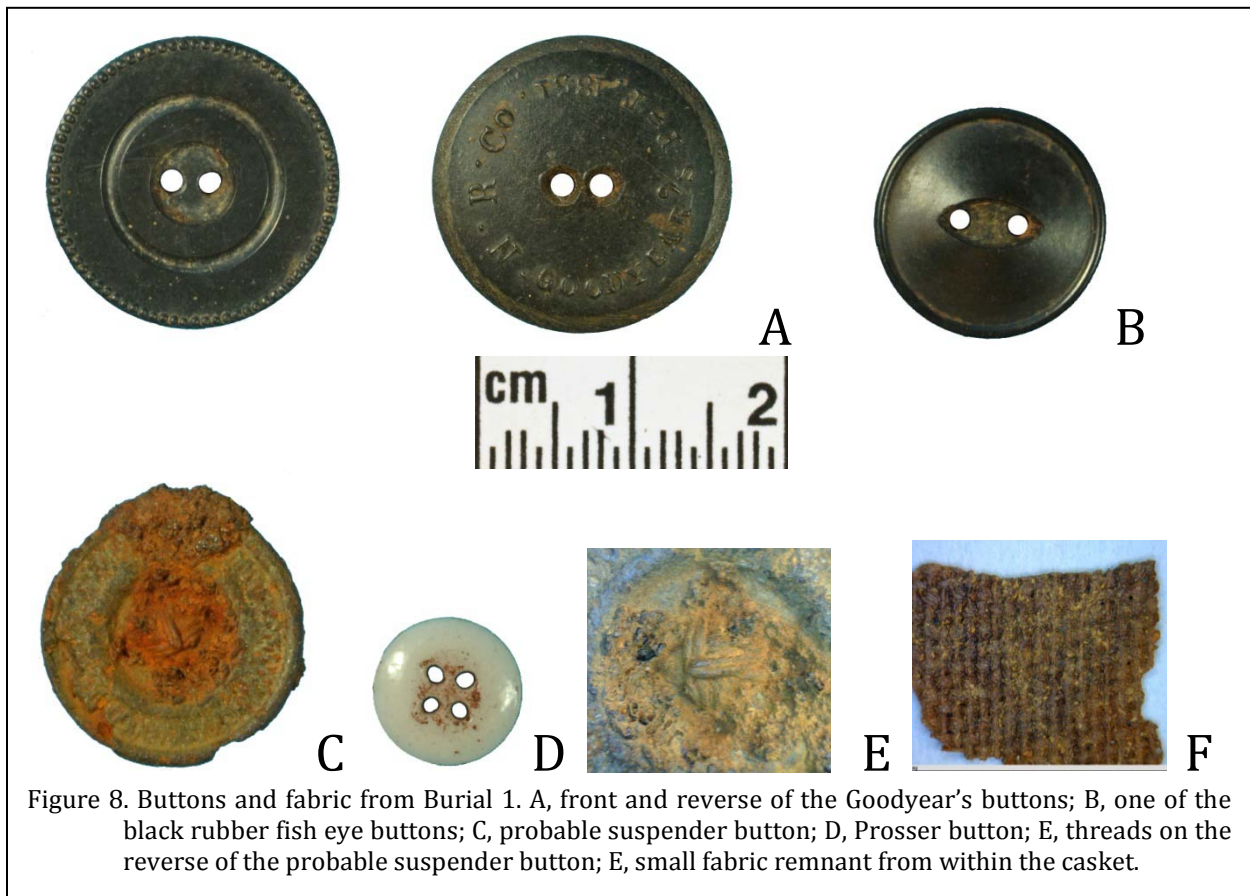 N. R. Co.
GOODYEAR'S
A
B
cm 1 2
C
D
E
F
Figure 8. Buttons and fabric from Burial 1. A, front and reverse of the Goodyear’s buttons; B, one of the
black rubber fish eye buttons; C, probable suspender button; D, Prosser button; E, threads on the
reverse of the probable suspender button; E, small fabric remnant from within the casket.